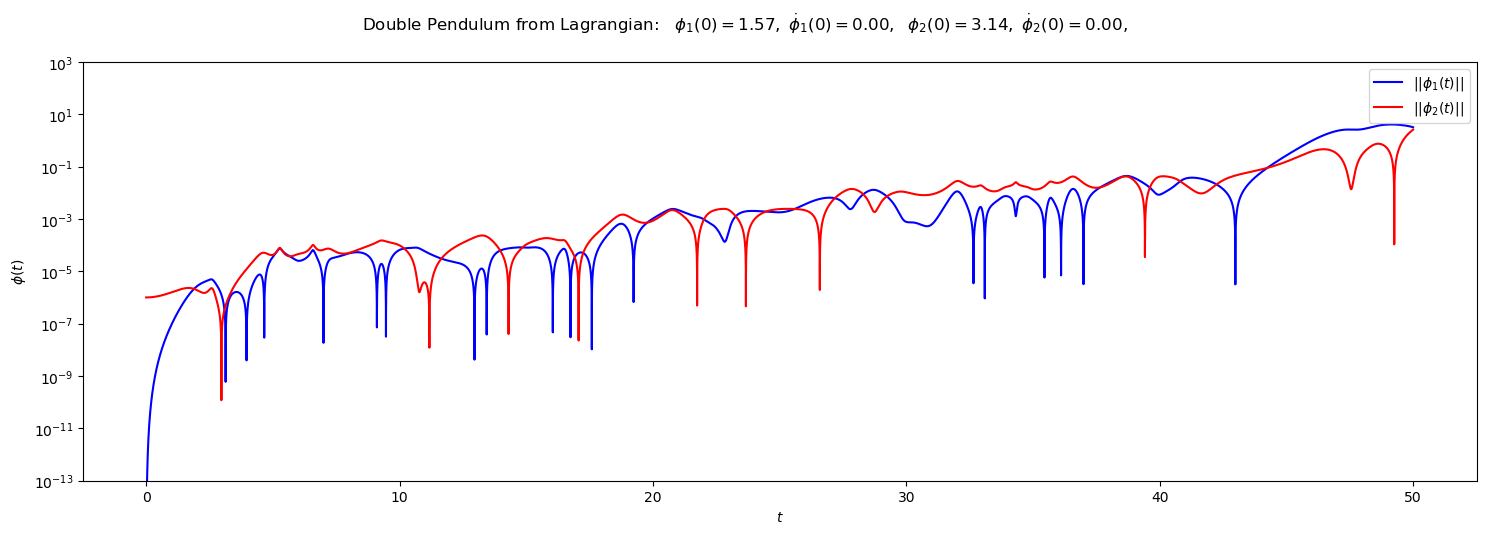 Double Pendulum from Lagrangian:   ϕ₁(0) = 1.57, ϕ̇₁(0) = 0.00,   ϕ₂(0) = 3.14, ϕ̇₂(0) = 0.00,
10³
10¹
10⁻¹
10⁻³
10⁻⁵
10⁻⁷
10⁻⁹
10⁻¹¹
10⁻¹³
ϕ(t)
||ϕ₁(t)||
||ϕ₂(t)||
0 10 20 30 40 50
t